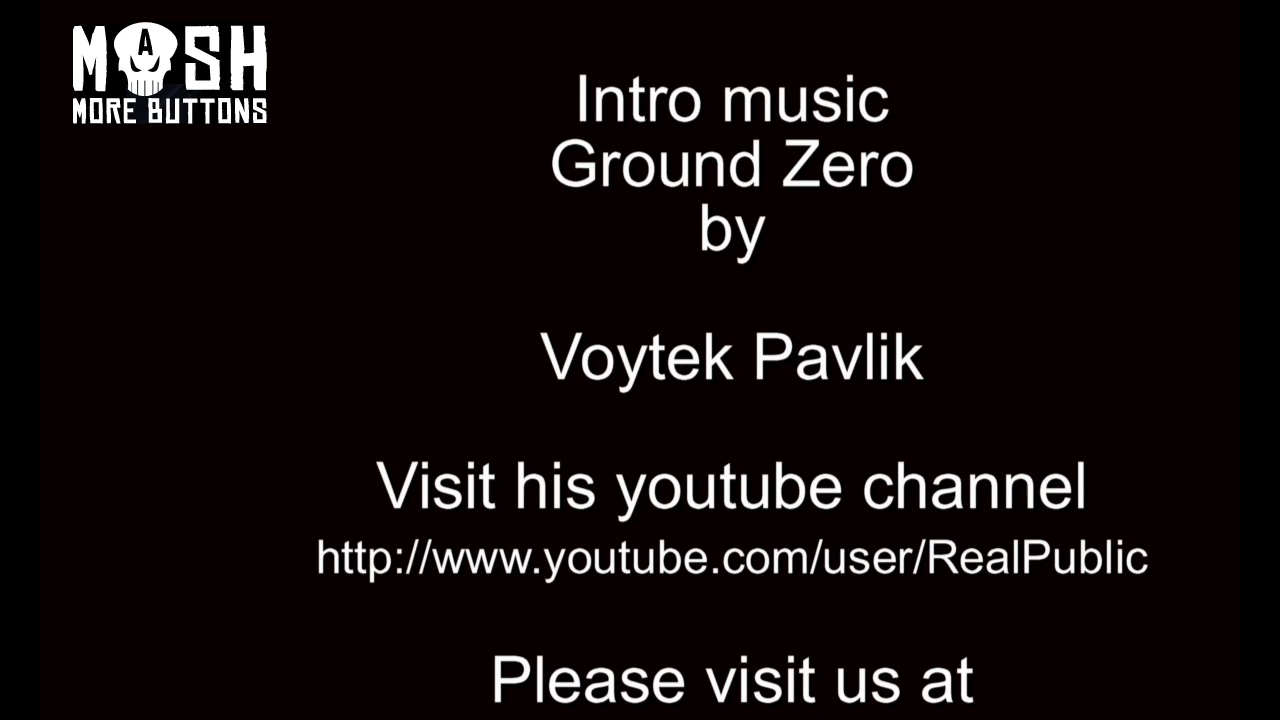 MASH
MORE BUTTONS
Intro music
Ground Zero
by
Voytek Pavlik
Visit his youtube channel
http://www.youtube.com/user/RealPublic
Please visit us at